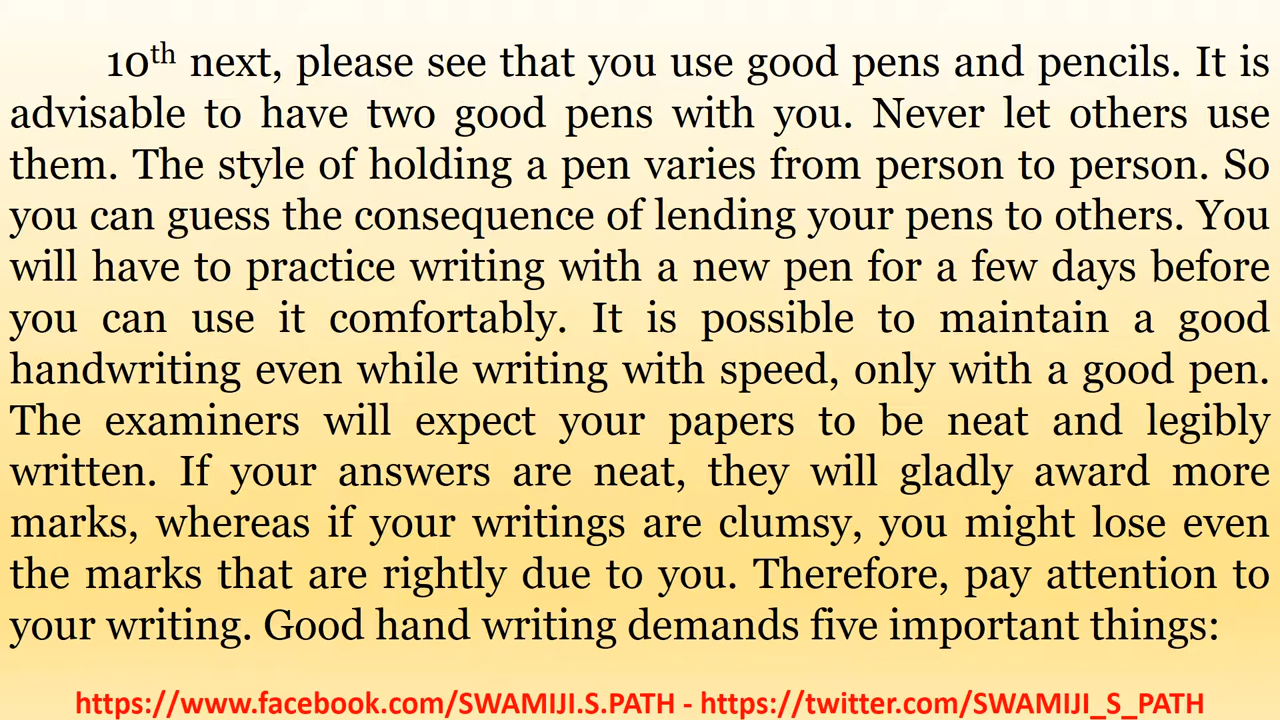 10th next, please see that you use good pens and pencils. It is
advisable to have two good pens with you. Never let others use
them. The style of holding a pen varies from person to person. So
you can guess the consequence of lending your pens to others. You
will have to practice writing with a new pen for a few days before
you can use it comfortably. It is possible to maintain a good
handwriting even while writing with speed, only with a good pen.
The examiners will expect your papers to be neat and legibly
written. If your answers are neat, they will gladly award more
marks, whereas if your writings are clumsy, you might lose even
the marks that are rightly due to you. Therefore, pay attention to
your writing. Good hand writing demands five important things:
https://www.facebook.com/SWAMIJI.S.PATH - https://twitter.com/SWAMIJI_S_PATH